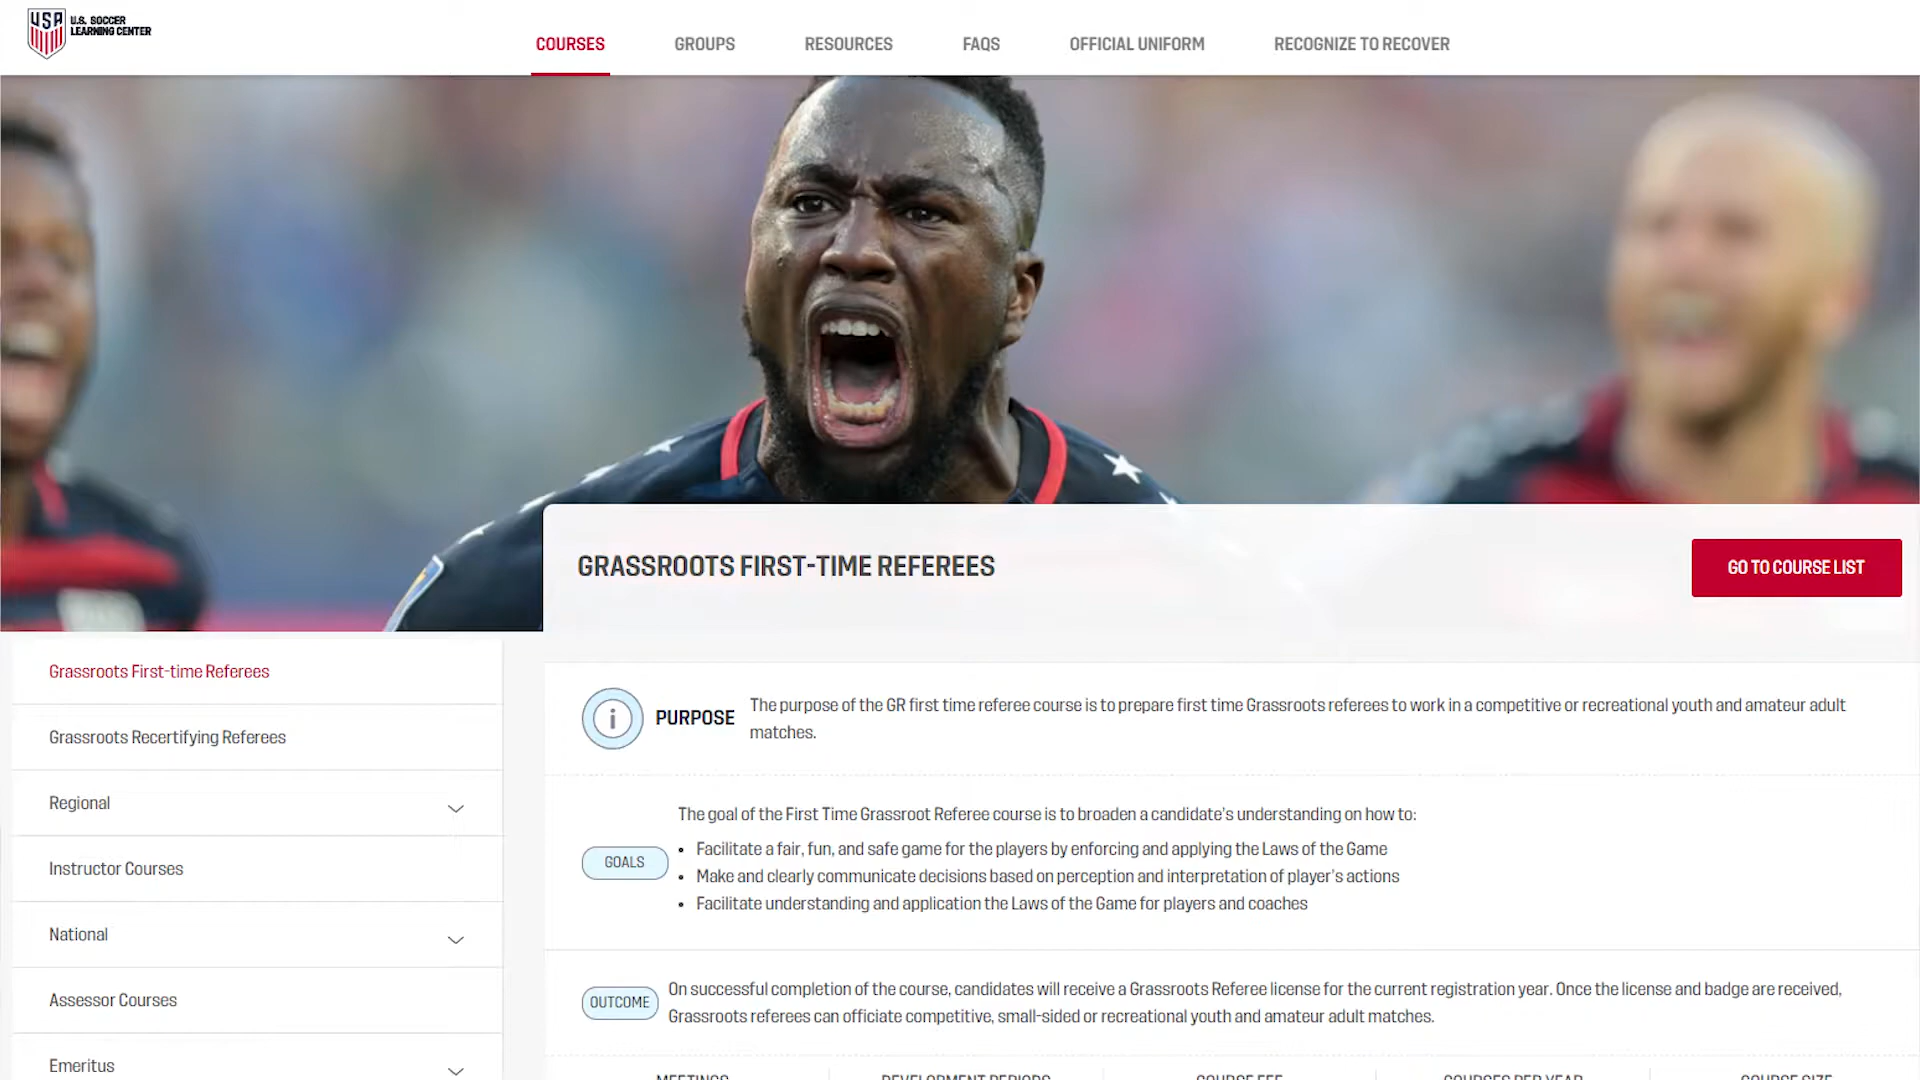 USA
U.S. SOCCER
LEARNING CENTER
COURSES
GROUPS
RESOURCES
FAQS
OFFICIAL UNIFORM
RECOGNIZE TO RECOVER
GRASSROOTS FIRST-TIME REFEREES
GO TO COURSE LIST
Grassroots First-time Referees
Grassroots Recertifying Referees
Regional
Instructor Courses
National
Assessor Courses
Emeritus
PURPOSE
The purpose of the GR first time referee course is to prepare first time Grassroots referees to work in a competitive or recreational youth and amateur adult
matches.
The goal of the First Time Grassroot Referee course is to broaden a candidate's understanding on how to:
GOALS
• Facilitate a fair, fun, and safe game for the players by enforcing and applying the Laws of the Game
• Make and clearly communicate decisions based on perception and interpretation of player's actions
• Facilitate understanding and application the Laws of the Game for players and coaches
OUTCOME
On successful completion of the course, candidates will receive a Grassroots Referee license for the current registration year. Once the license and badge are received,
Grassroots referees can officiate competitive, small-sided or recreational youth and amateur adult matches.
MEETINGS
DEVELOPMENT PERIODS
COURSE FEE
COURSES PER YEAR
COURSE SIZE